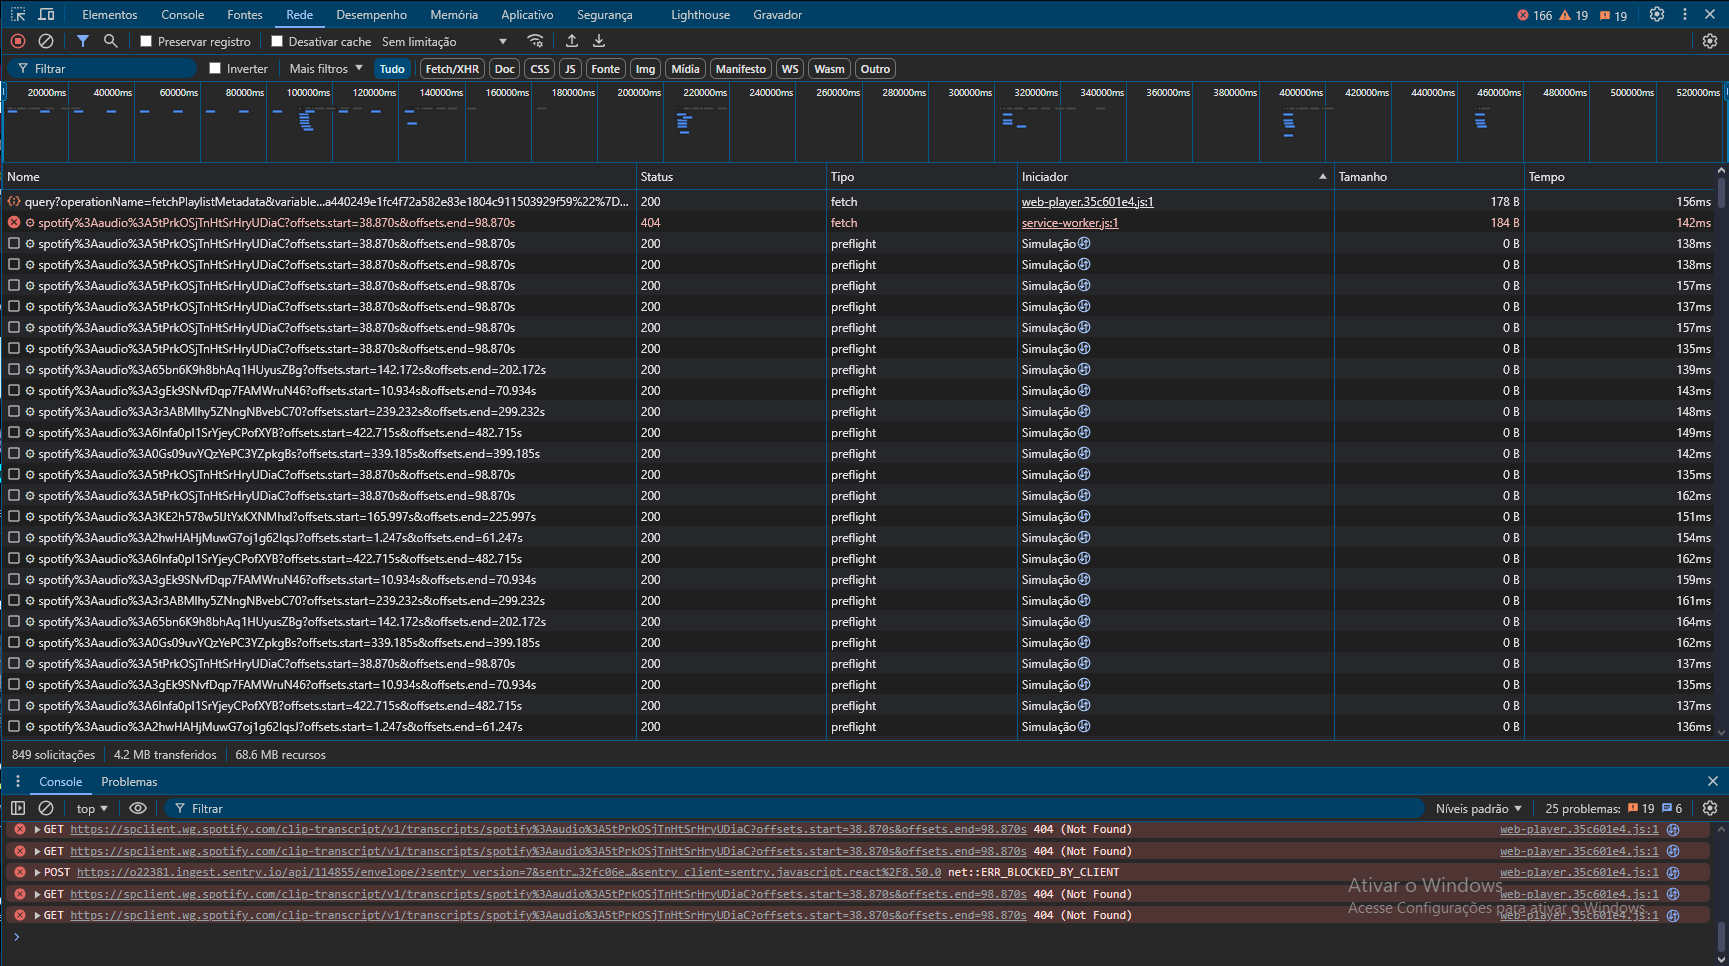 Elementos Console Fontes Rede Desempenho Memória Aplicativo Segurança Lighthouse Gravador 166 19 19
Preservar registro Desativar cache Sem limitação
Filtrar Inverter Mais filtros Tudo Fetch/XHR Doc CSS JS Fonte Img Mídia Manifesto WS Wasm Outro
20000ms 40000ms 60000ms 80000ms 100000ms 120000ms 140000ms 160000ms 180000ms 200000ms 220000ms 240000ms 260000ms 280000ms 300000ms 320000ms 340000ms 360000ms 380000ms 400000ms 420000ms 440000ms 460000ms 480000ms 500000ms 520000ms
Nome Status Tipo Iniciador Tamanho Tempo
query?operationName=fetchPlaylistMetadata&variable...a440249e1fc4f72a582e83e1804c911503929f59%22%7D... 200 fetch web-player.35c601e4.js:1 178 B 156ms
spotify%3Aaudio%3A5tPrkOSjTnHtSrHryUDiaC?offsets.start=38.870s&offsets.end=98.870s 404 fetch service-worker.js:1 184 B 142ms
spotify%3Aaudio%3A5tPrkOSjTnHtSrHryUDiaC?offsets.start=38.870s&offsets.end=98.870s 200 preflight Simulação 0 B 138ms
spotify%3Aaudio%3A5tPrkOSjTnHtSrHryUDiaC?offsets.start=38.870s&offsets.end=98.870s 200 preflight Simulação 0 B 138ms
spotify%3Aaudio%3A5tPrkOSjTnHtSrHryUDiaC?offsets.start=38.870s&offsets.end=98.870s 200 preflight Simulação 0 B 157ms
spotify%3Aaudio%3A5tPrkOSjTnHtSrHryUDiaC?offsets.start=38.870s&offsets.end=98.870s 200 preflight Simulação 0 B 137ms
spotify%3Aaudio%3A5tPrkOSjTnHtSrHryUDiaC?offsets.start=38.870s&offsets.end=98.870s 200 preflight Simulação 0 B 157ms
spotify%3Aaudio%3A5tPrkOSjTnHtSrHryUDiaC?offsets.start=38.870s&offsets.end=98.870s 200 preflight Simulação 0 B 135ms
spotify%3Aaudio%3A65bn6K9h8bhAq1HUyusZBg?offsets.start=142.172s&offsets.end=202.172s 200 preflight Simulação 0 B 139ms
spotify%3Aaudio%3A3gEk9SNvfDqp7FAMWruN46?offsets.start=10.934s&offsets.end=70.934s 200 preflight Simulação 0 B 143ms
spotify%3Aaudio%3A3r3ABMIhy5ZNngNBvebC70?offsets.start=239.232s&offsets.end=299.232s 200 preflight Simulação 0 B 148ms
spotify%3Aaudio%3A6Infa0pI1SrYjeyCPofXYB?offsets.start=422.715s&offsets.end=482.715s 200 preflight Simulação 0 B 149ms
spotify%3Aaudio%3A0Gs09uvYQzYePC3YZpkgBs?offsets.start=339.185s&offsets.end=399.185s 200 preflight Simulação 0 B 142ms
spotify%3Aaudio%3A5tPrkOSjTnHtSrHryUDiaC?offsets.start=38.870s&offsets.end=98.870s 200 preflight Simulação 0 B 135ms
spotify%3Aaudio%3A5tPrkOSjTnHtSrHryUDiaC?offsets.start=38.870s&offsets.end=98.870s 200 preflight Simulação 0 B 162ms
spotify%3Aaudio%3A3KE2h578w5IJtYxKXNMhxI?offsets.start=165.997s&offsets.end=225.997s 200 preflight Simulação 0 B 151ms
spotify%3Aaudio%3A2hwHAHjMuwG7oj1g62IqsJ?offsets.start=1.247s&offsets.end=61.247s 200 preflight Simulação 0 B 154ms
spotify%3Aaudio%3A6Infa0pI1SrYjeyCPofXYB?offsets.start=422.715s&offsets.end=482.715s 200 preflight Simulação 0 B 162ms
spotify%3Aaudio%3A3gEk9SNvfDqp7FAMWruN46?offsets.start=10.934s&offsets.end=70.934s 200 preflight Simulação 0 B 159ms
spotify%3Aaudio%3A3r3ABMIhy5ZNngNBvebC70?offsets.start=239.232s&offsets.end=299.232s 200 preflight Simulação 0 B 161ms
spotify%3Aaudio%3A65bn6K9h8bhAq1HUyusZBg?offsets.start=142.172s&offsets.end=202.172s 200 preflight Simulação 0 B 164ms
spotify%3Aaudio%3A0Gs09uvYQzYePC3YZpkgBs?offsets.start=339.185s&offsets.end=399.185s 200 preflight Simulação 0 B 162ms
spotify%3Aaudio%3A5tPrkOSjTnHtSrHryUDiaC?offsets.start=38.870s&offsets.end=98.870s 200 preflight Simulação 0 B 137ms
spotify%3Aaudio%3A3gEk9SNvfDqp7FAMWruN46?offsets.start=10.934s&offsets.end=70.934s 200 preflight Simulação 0 B 135ms
spotify%3Aaudio%3A6Infa0pI1SrYjeyCPofXYB?offsets.start=422.715s&offsets.end=482.715s 200 preflight Simulação 0 B 137ms
spotify%3Aaudio%3A2hwHAHjMuwG7oj1g62IqsJ?offsets.start=1.247s&offsets.end=61.247s 200 preflight Simulação 0 B 136ms
849 solicitações 4.2 MB transferidos 68.6 MB recursos
Console Problemas
top Filtrar Níveis padrão 25 problemas: 19 6
GET https://spclient.wg.spotify.com/clip-transcript/v1/transcripts/spotify%3Aaudio%3A5tPrkOSjTnHtSrHryUDiaC?offsets.start=38.870s&offsets.end=98.870s 404 (Not Found) web-player.35c601e4.js:1
GET https://spclient.wg.spotify.com/clip-transcript/v1/transcripts/spotify%3Aaudio%3A5tPrkOSjTnHtSrHryUDiaC?offsets.start=38.870s&offsets.end=98.870s 404 (Not Found) web-player.35c601e4.js:1
POST https://o22381.ingest.sentry.io/api/114855/envelope/?sentry_version=7&sentr…32fc06e…&sentry_client=sentry.javascript.react%2F8.50.0 net::ERR_BLOCKED_BY_CLIENT web-player.35c601e4.js:1
GET https://spclient.wg.spotify.com/clip-transcript/v1/transcripts/spotify%3Aaudio%3A5tPrkOSjTnHtSrHryUDiaC?offsets.start=38.870s&offsets.end=98.870s 404 (Not Found) web-player.35c601e4.js:1
GET https://spclient.wg.spotify.com/clip-transcript/v1/transcripts/spotify%3Aaudio%3A5tPrkOSjTnHtSrHryUDiaC?offsets.start=38.870s&offsets.end=98.870s 404 (Not Found) web-player.35c601e4.js:1
Ativar o Windows
Acesse Configurações para ativar o Windows.